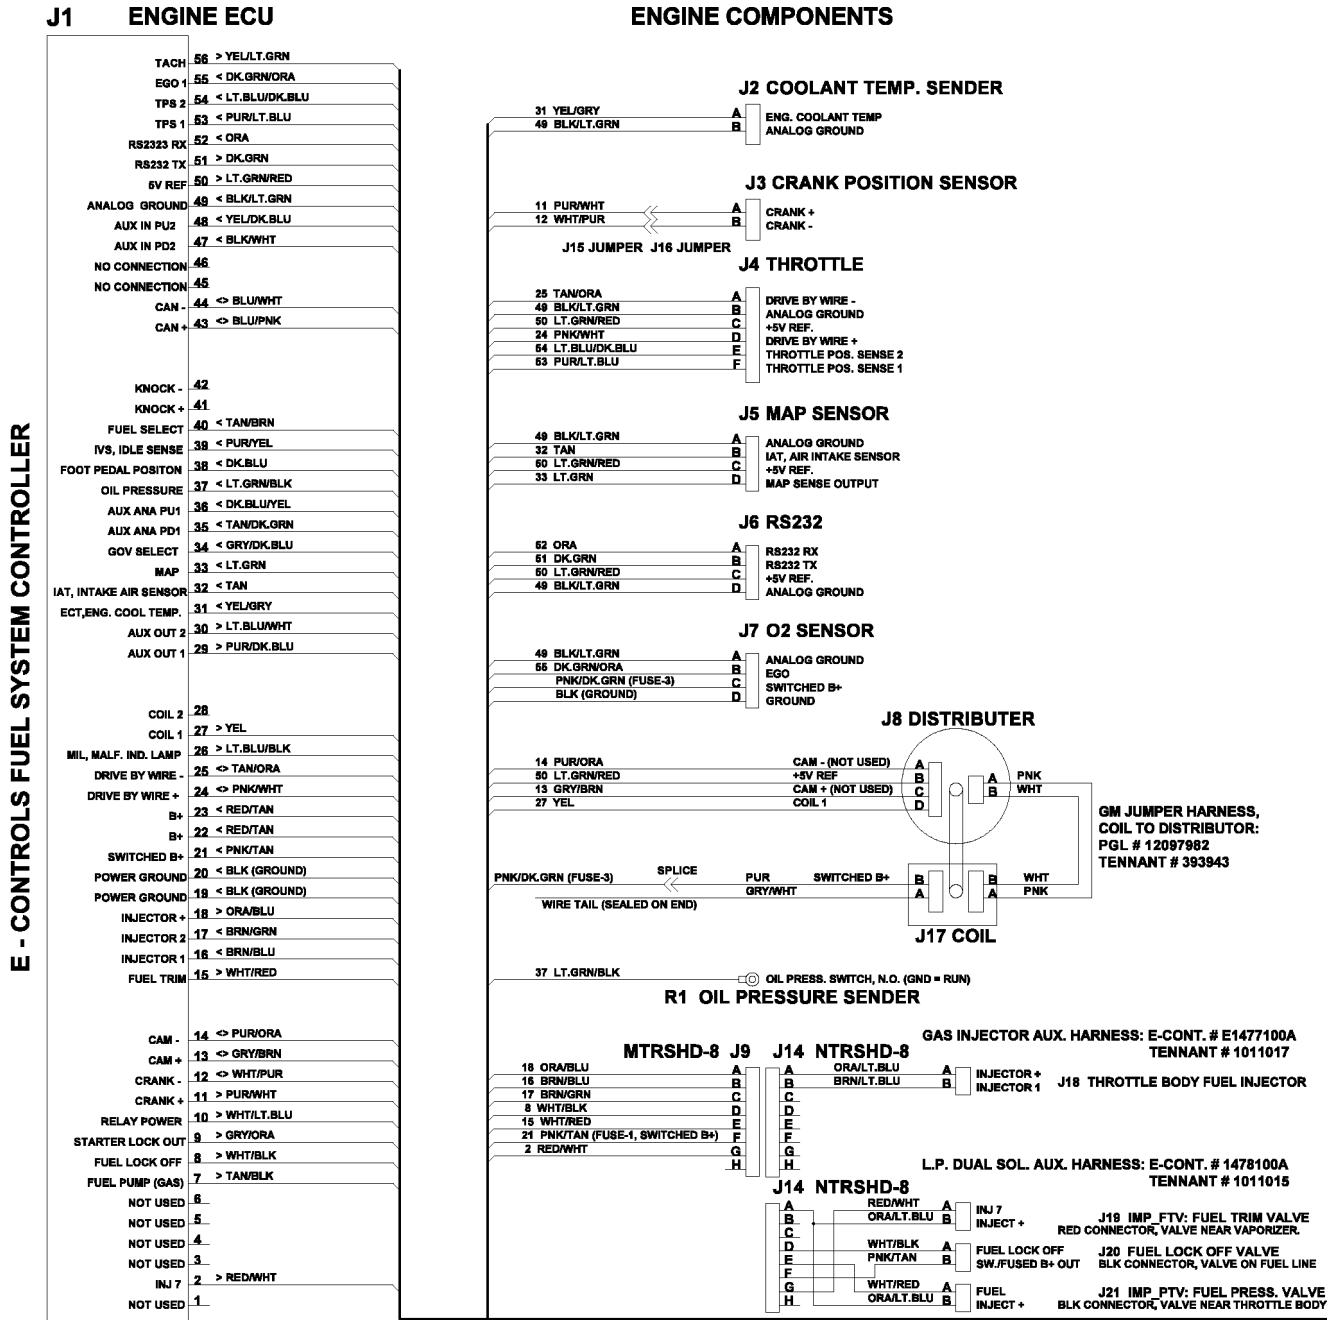 J1 ENGINE ECU
ENGINE COMPONENTS
E - CONTROLS FUEL SYSTEM CONTROLLER
TACH 56 > YEL/LT.GRN
EGO 1 55 < DK.GRN/ORA
TPS 2 54 < LT.BLU/DK.BLU
TPS 1 53 < PUR/LT.BLU
RS2323 RX 52 < ORA
RS232 TX 51 > DK.GRN
5V REF 50 > LT.GRN/RED
ANALOG GROUND 49 < BLK/LT.GRN
AUX IN PU2 48 < YEL/DK.BLU
AUX IN PD2 47 < BLK/WHT
NO CONNECTION 46
NO CONNECTION 45
CAN - 44 <> BLU/WHT
CAN + 43 <> BLU/PNK
KNOCK - 42
KNOCK + 41
FUEL SELECT 40 < TAN/BRN
IVS, IDLE SENSE 39 < PUR/YEL
FOOT PEDAL POSITON 38 < DK.BLU
OIL PRESSURE 37 < LT.GRN/BLK
AUX ANA PU1 36 < DK.BLU/YEL
AUX ANA PD1 35 < TAN/DK.GRN
GOV SELECT 34 < GRY/DK.BLU
MAP 33 < LT.GRN
IAT, INTAKE AIR SENSOR 32 < TAN
ECT,ENG. COOL TEMP. 31 < YEL/GRY
AUX OUT 2 30 > LT.BLU/WHT
AUX OUT 1 29 > PUR/DK.BLU
COIL 2 28
COIL 1 27 > YEL
MIL, MALF. IND. LAMP 26 > LT.BLU/BLK
DRIVE BY WIRE - 25 <> TAN/ORA
DRIVE BY WIRE + 24 <> PNK/WHT
B+ 23 < RED/TAN
B+ 22 < RED/TAN
SWITCHED B+ 21 < PNK/TAN
POWER GROUND 20 < BLK (GROUND)
POWER GROUND 19 < BLK (GROUND)
INJECTOR + 18 > ORA/BLU
INJECTOR 2 17 < BRN/GRN
INJECTOR 1 16 < BRN/BLU
FUEL TRIM 15 > WHT/RED
CAM - 14 <> PUR/ORA
CAM + 13 <> GRY/BRN
CRANK - 12 <> WHT/PUR
CRANK + 11 > PUR/WHT
RELAY POWER 10 > WHT/LT.BLU
STARTER LOCK OUT 9 > GRY/ORA
FUEL LOCK OFF 8 > WHT/BLK
FUEL PUMP (GAS) 7 > TAN/BLK
NOT USED 6
NOT USED 5
NOT USED 4
NOT USED 3
INJ 7 2 > RED/WHT
NOT USED 1
J2 COOLANT TEMP. SENDER
31 YEL/GRY A ENG. COOLANT TEMP
49 BLK/LT.GRN B ANALOG GROUND
J3 CRANK POSITION SENSOR
11 PUR/WHT A CRANK +
12 WHT/PUR B CRANK -
J15 JUMPER J16 JUMPER
J4 THROTTLE
25 TAN/ORA A DRIVE BY WIRE -
49 BLK/LT.GRN B ANALOG GROUND
50 LT.GRN/RED C +5V REF.
24 PNK/WHT D DRIVE BY WIRE +
54 LT.BLU/DK.BLU E THROTTLE POS. SENSE 2
53 PUR/LT.BLU F THROTTLE POS. SENSE 1
J5 MAP SENSOR
49 BLK/LT.GRN A ANALOG GROUND
32 TAN B IAT, AIR INTAKE SENSOR
50 LT.GRN/RED C +5V REF.
33 LT.GRN D MAP SENSE OUTPUT
J6 RS232
52 ORA A RS232 RX
51 DK.GRN B RS232 TX
50 LT.GRN/RED C +5V REF.
49 BLK/LT.GRN D ANALOG GROUND
J7 O2 SENSOR
49 BLK/LT.GRN A ANALOG GROUND
55 DK.GRN/ORA B EGO
PNK/DK.GRN (FUSE-3) C SWITCHED B+
BLK (GROUND) D GROUND
J8 DISTRIBUTER
14 PUR/ORA CAM - (NOT USED) A
50 LT.GRN/RED +5V REF B
13 GRY/BRN CAM + (NOT USED) C
27 YEL COIL 1 D
A PNK
B WHT
GM JUMPER HARNESS,
COIL TO DISTRIBUTOR:
PGL # 12097982
TENNANT # 393943
PNK/DK.GRN (FUSE-3) SPLICE PUR SWITCHED B+ B B WHT
GRY/WHT A A PNK
WIRE TAIL (SEALED ON END)
J17 COIL
37 LT.GRN/BLK OIL PRESS. SWITCH, N.O. (GND = RUN)
R1 OIL PRESSURE SENDER
GAS INJECTOR AUX. HARNESS: E-CONT. # E1477100A
TENNANT # 1011017
MTRSHD-8 J9 J14 NTRSHD-8
18 ORA/BLU A A ORA/LT.BLU A INJECTOR +
16 BRN/BLU B B BRN/LT.BLU B INJECTOR 1
J18 THROTTLE BODY FUEL INJECTOR
17 BRN/GRN C C
8 WHT/BLK D D
15 WHT/RED E E
21 PNK/TAN (FUSE-1, SWITCHED B+) F F
2 RED/WHT G G
H H
L.P. DUAL SOL. AUX. HARNESS: E-CONT. # 1478100A
TENNANT # 1011015
J14 NTRSHD-8
A
B
C
D
E
F
G
H
RED/WHT A INJ 7
ORA/LT.BLU B INJECT +
J19 IMP_FTV: FUEL TRIM VALVE
RED CONNECTOR, VALVE NEAR VAPORIZER.
WHT/BLK A FUEL LOCK OFF
PNK/TAN B SW./FUSED B+ OUT
J20 FUEL LOCK OFF VALVE
BLK CONNECTOR, VALVE ON FUEL LINE
WHT/RED A FUEL
ORA/LT.BLU B INJECT +
J21 IMP_PTV: FUEL PRESS. VALVE
BLK CONNECTOR, VALVE NEAR THROTTLE BODY